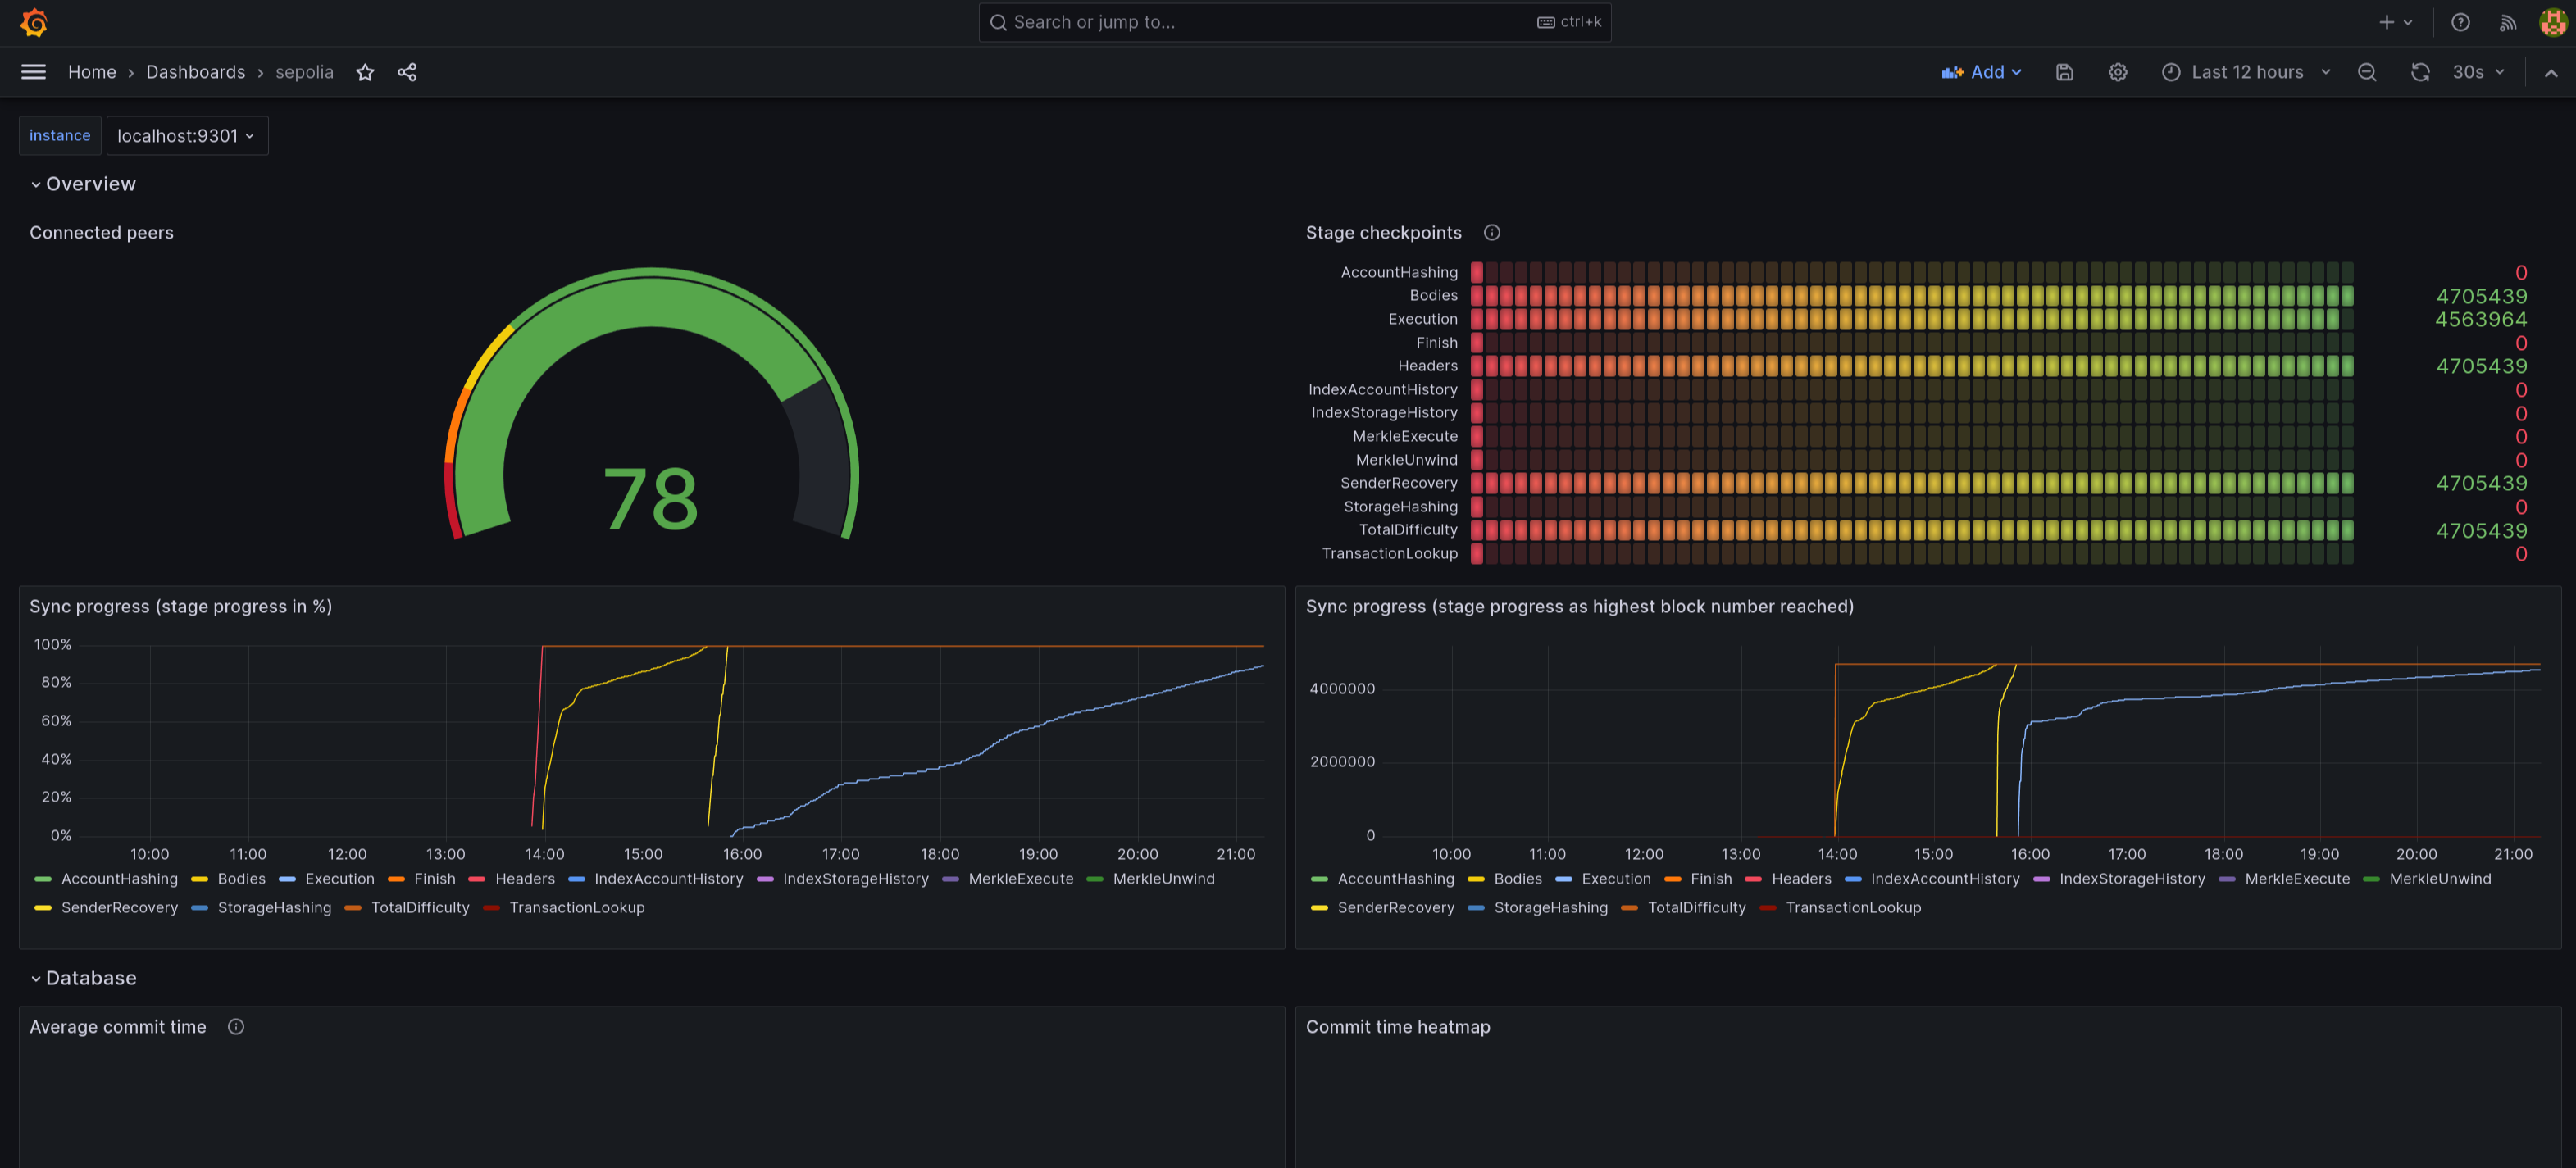 Search or jump to...
ctrl+k
Home › Dashboards › sepolia
Add
Last 12 hours
30s
instance
localhost:9301
Overview
Connected peers
78
Stage checkpoints
AccountHashing 0
Bodies 4705439
Execution 4563964
Finish 0
Headers 4705439
IndexAccountHistory 0
IndexStorageHistory 0
MerkleExecute 0
MerkleUnwind 0
SenderRecovery 4705439
StorageHashing 0
TotalDifficulty 4705439
TransactionLookup 0
Sync progress (stage progress in %)
100%
80%
60%
40%
20%
0%
10:00 11:00 12:00 13:00 14:00 15:00 16:00 17:00 18:00 19:00 20:00 21:00
AccountHashing Bodies Execution Finish Headers IndexAccountHistory IndexStorageHistory MerkleExecute MerkleUnwind
SenderRecovery StorageHashing TotalDifficulty TransactionLookup
Sync progress (stage progress as highest block number reached)
4000000
2000000
0
10:00 11:00 12:00 13:00 14:00 15:00 16:00 17:00 18:00 19:00 20:00 21:00
AccountHashing Bodies Execution Finish Headers IndexAccountHistory IndexStorageHistory MerkleExecute MerkleUnwind
SenderRecovery StorageHashing TotalDifficulty TransactionLookup
Database
Average commit time
Commit time heatmap